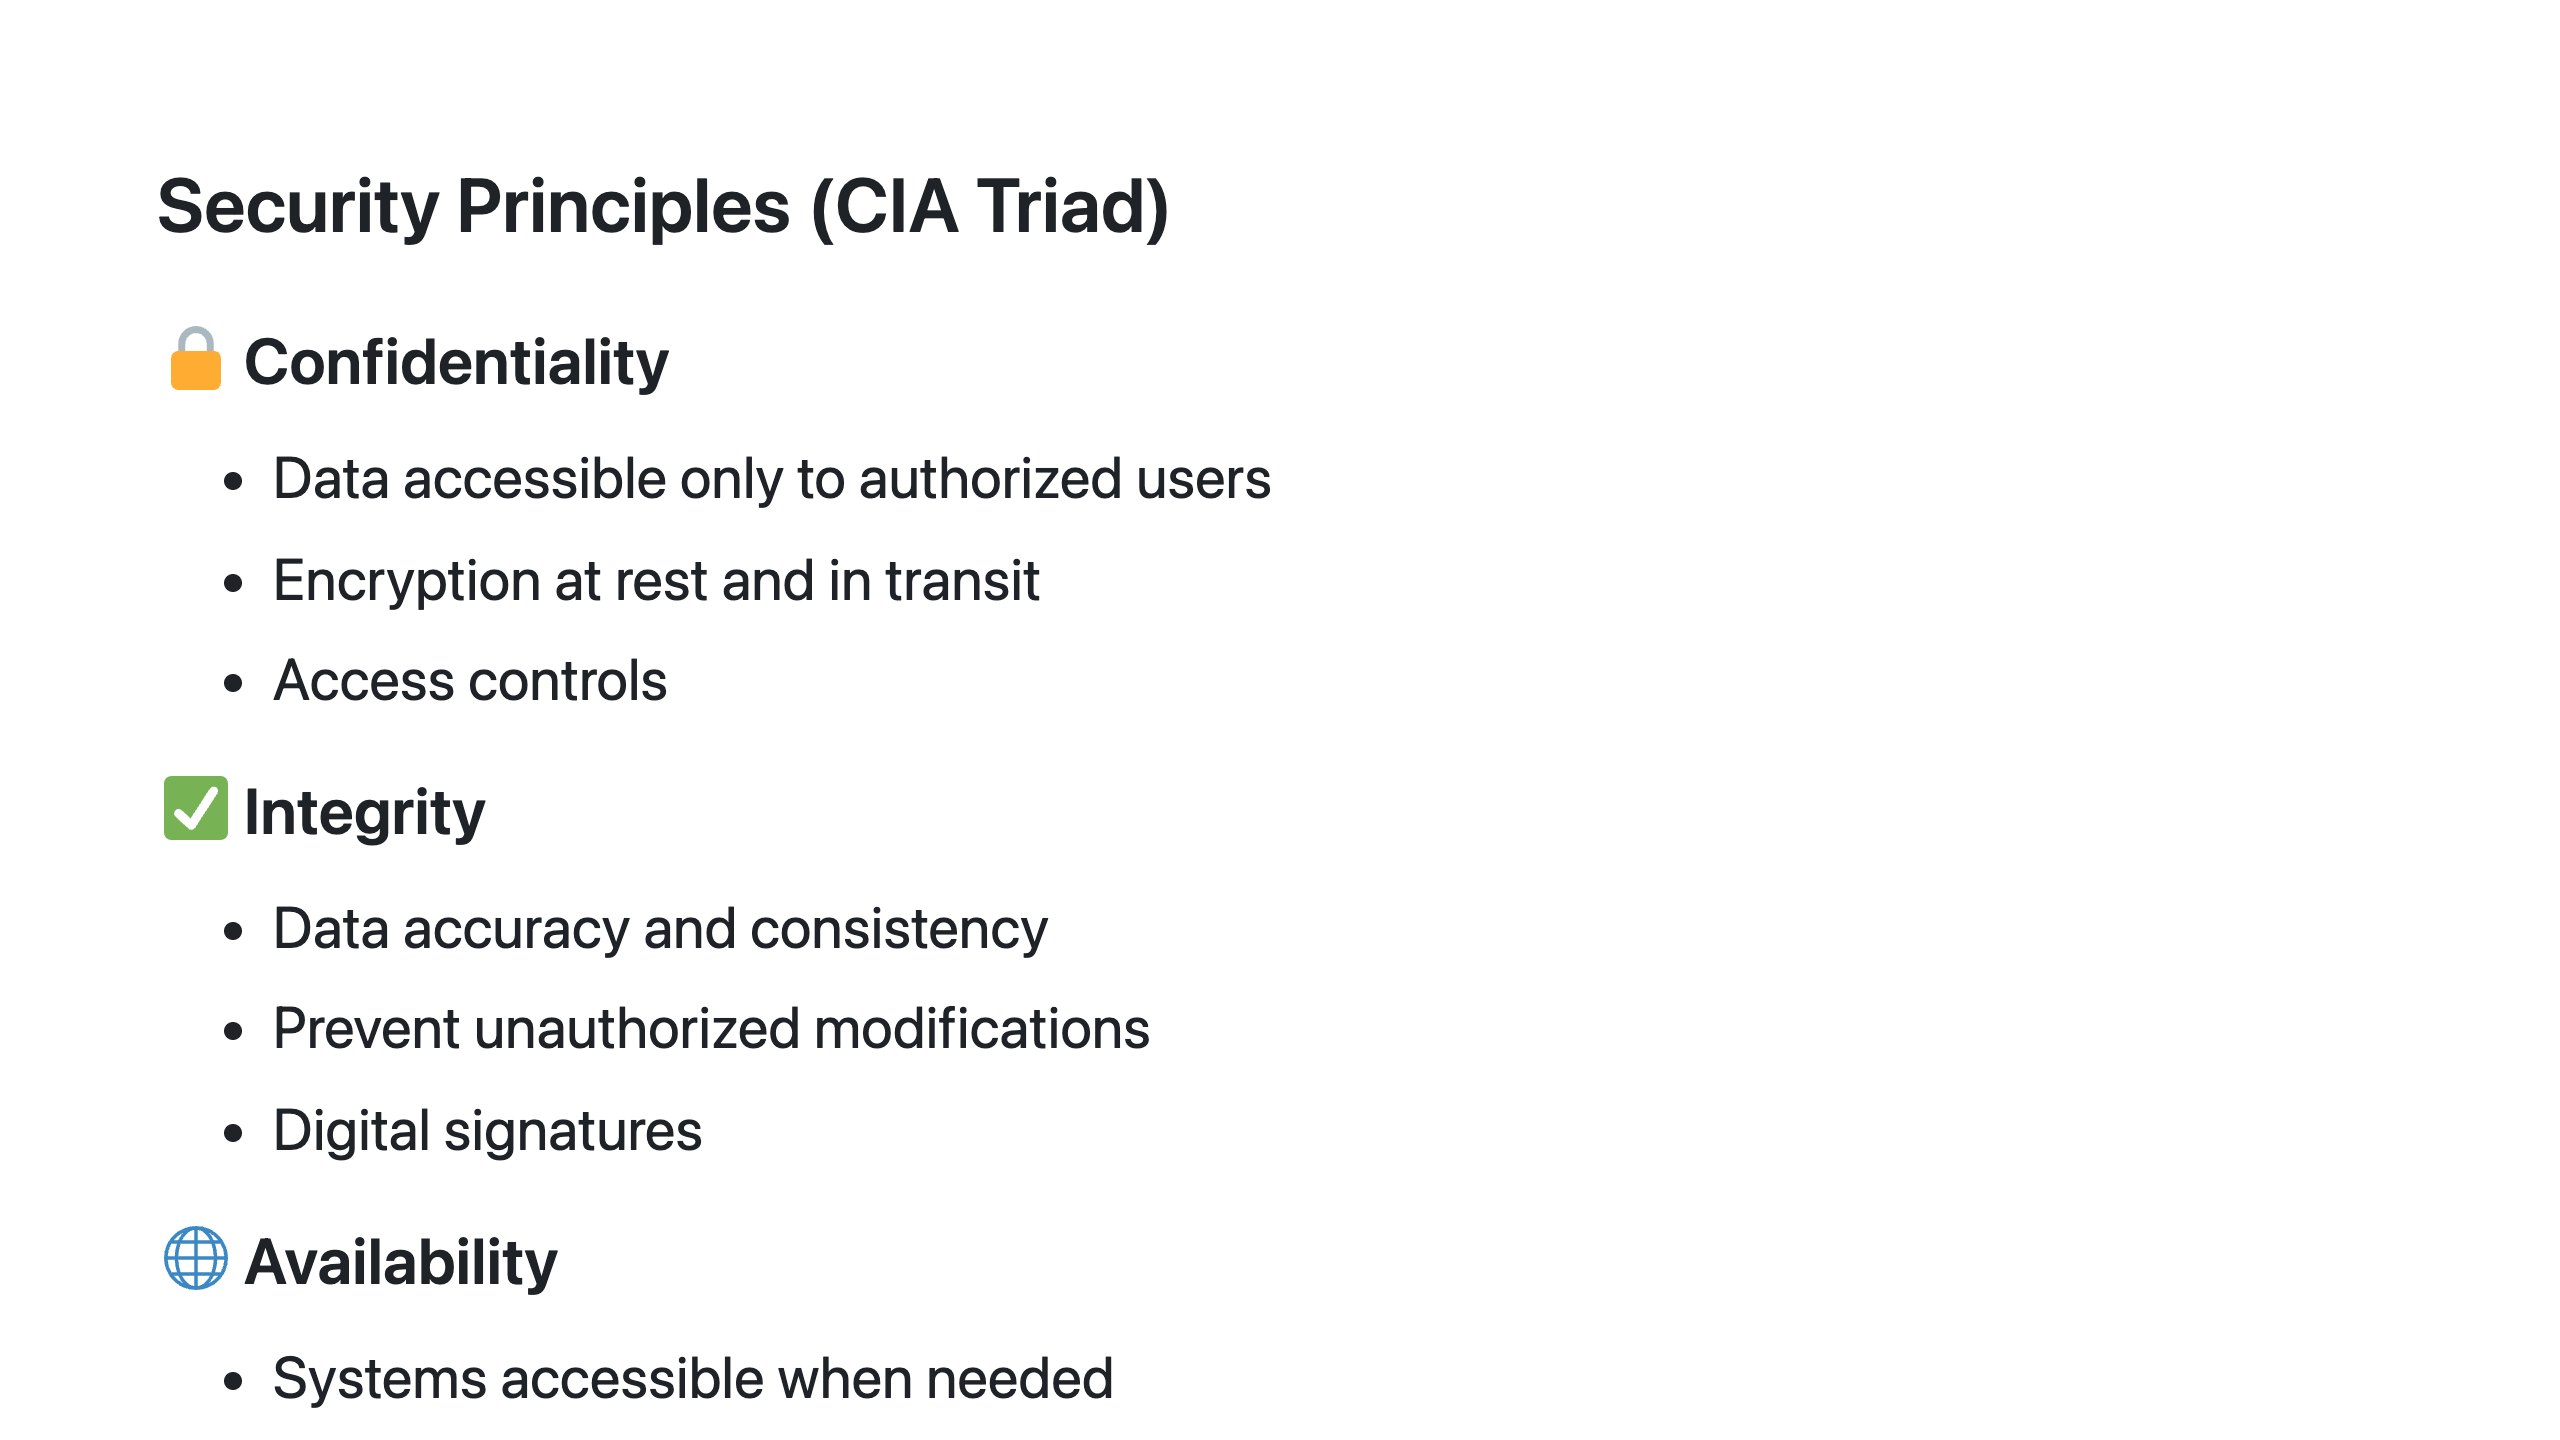 Security Principles (CIA Triad)
🔒 Confidentiality
• Data accessible only to authorized users
• Encryption at rest and in transit
• Access controls
✅ Integrity
• Data accuracy and consistency
• Prevent unauthorized modifications
• Digital signatures
🌐 Availability
• Systems accessible when needed